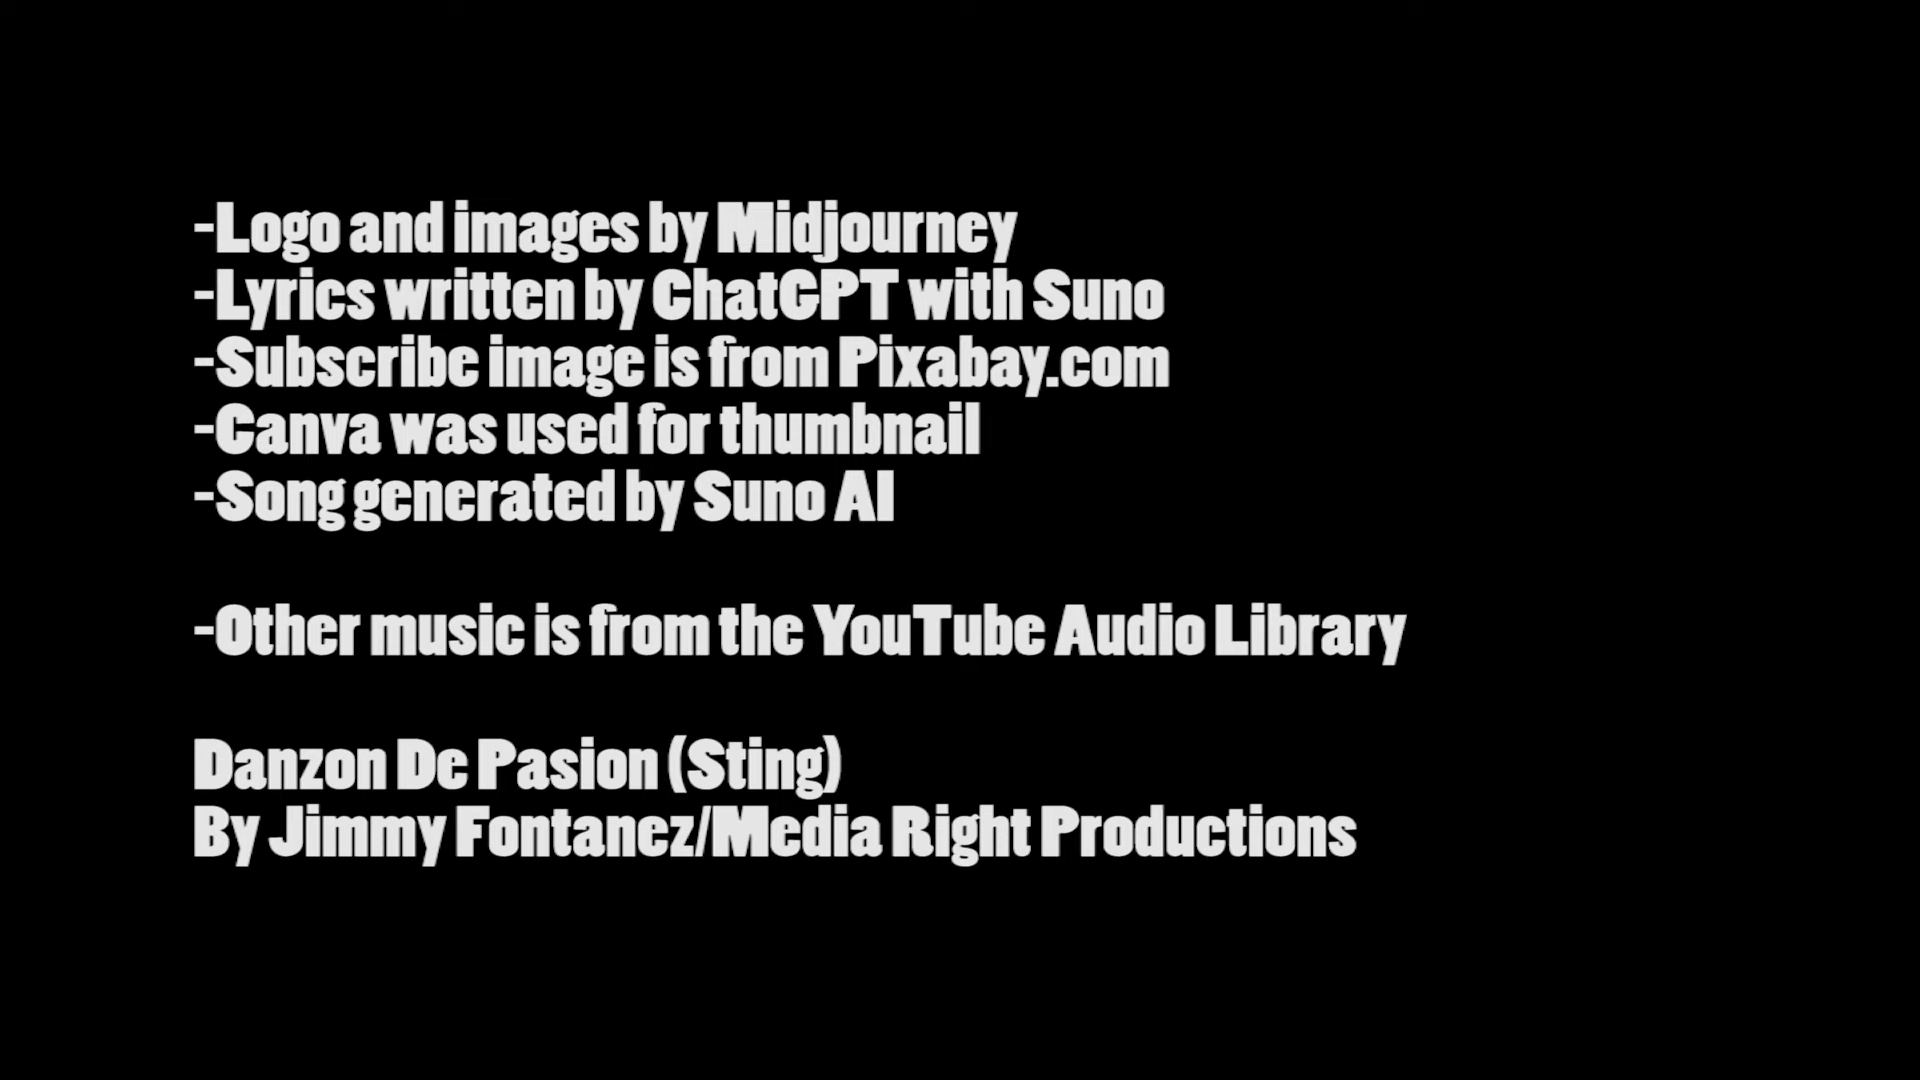 -Logo and images by Midjourney
-Lyrics written by ChatGPT with Suno
-Subscribe image is from Pixabay.com
-Canva was used for thumbnail
-Song generated by Suno AI
-Other music is from the YouTube Audio Library
Danzon De Pasion (Sting)
By Jimmy Fontanez/Media Right Productions